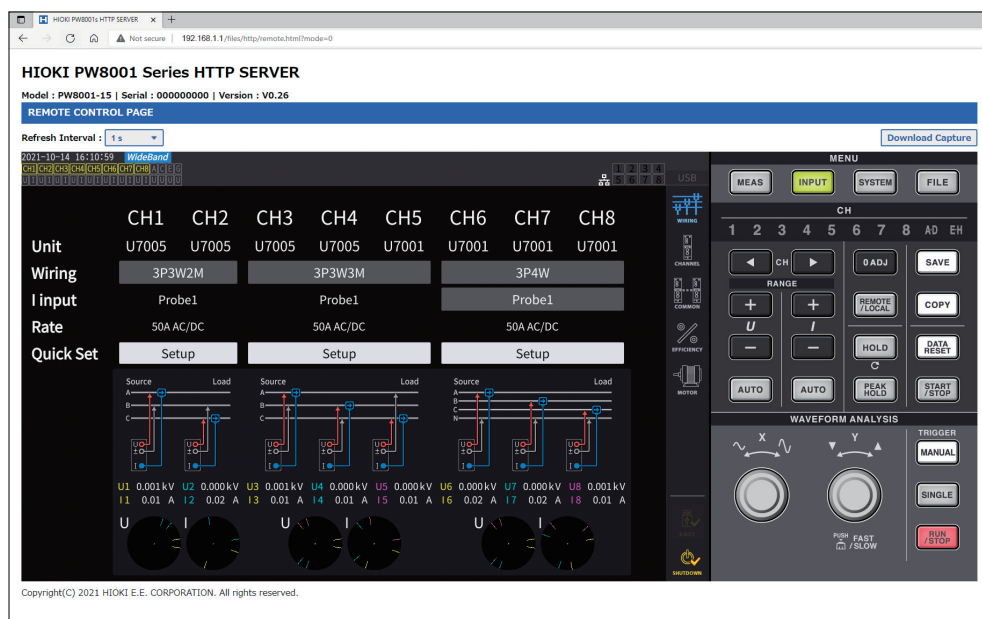 HIOKI PW8001s HTTP SERVER
Not secure | 192.168.1.1/files/http/remote.html?mode=0
HIOKI PW8001 Series HTTP SERVER
Model : PW8001-15 | Serial : 000000000 | Version : V0.26
REMOTE CONTROL PAGE
Refresh Interval : 1 s
Download Capture
2021-10-14 16:10:59 WideBand
CH1 CH2 CH3 CH4 CH5 CH6 CH7 CH8 A C E G
U I U I U I U I U I U I U I U I U U U U
1 2 3 4
5 6 7 8
USB
CH1 CH2 CH3 CH4 CH5 CH6 CH7 CH8
Unit U7005 U7005 U7005 U7005 U7001 U7001 U7001 U7001
Wiring 3P3W2M 3P3W3M 3P4W
I input Probe1 Probe1 Probe1
Rate 50A AC/DC 50A AC/DC 50A AC/DC
Quick Set Setup Setup Setup
Source Load Source Load Source Load
A A A
B B B
C C C
N
U1 0.001 kV U2 0.000 kV U3 0.001 kV U4 0.000 kV U5 0.000 kV U6 0.000 kV U7 0.000 kV U8 0.001 kV
I1 0.01 A I2 0.02 A I3 0.01 A I4 0.01 A I5 0.01 A I6 0.02 A I7 0.02 A I8 0.01 A
U I U I U I
WIRING
CHANNEL
COMMON
EFFICIENCY
MOTOR
SHUTDOWN
MENU
MEAS INPUT SYSTEM FILE
CH
1 2 3 4 5 6 7 8 A-D E-H
CH 0 ADJ SAVE
RANGE
+ + REMOTE /LOCAL COPY
U I
− − HOLD DATA RESET
C
AUTO AUTO PEAK HOLD START /STOP
WAVEFORM ANALYSIS
X Y
TRIGGER
MANUAL
SINGLE
PUSH FAST /SLOW
RUN /STOP
Copyright(C) 2021 HIOKI E.E. CORPORATION. All rights reserved.